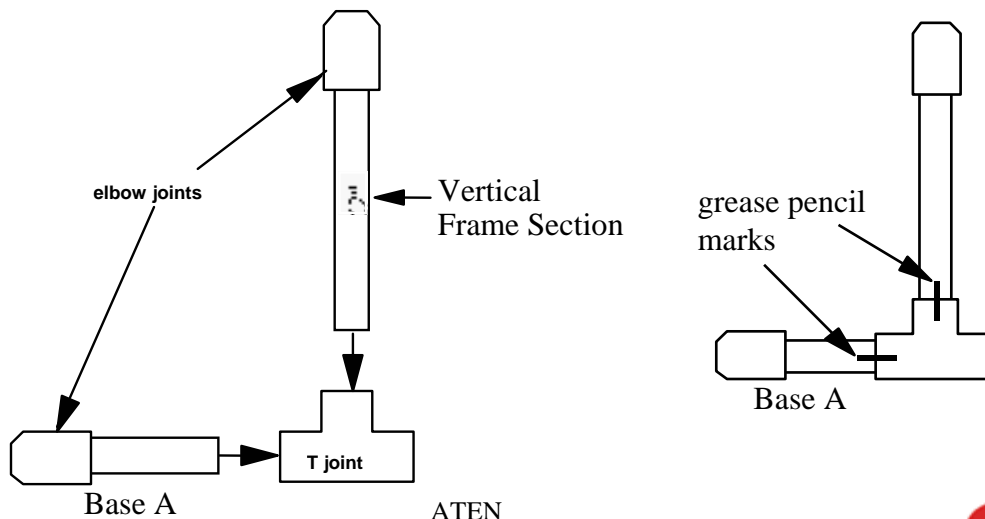 elbow joints
Vertical
Frame Section
T joint
Base A
ATEN
grease pencil
marks
Base A